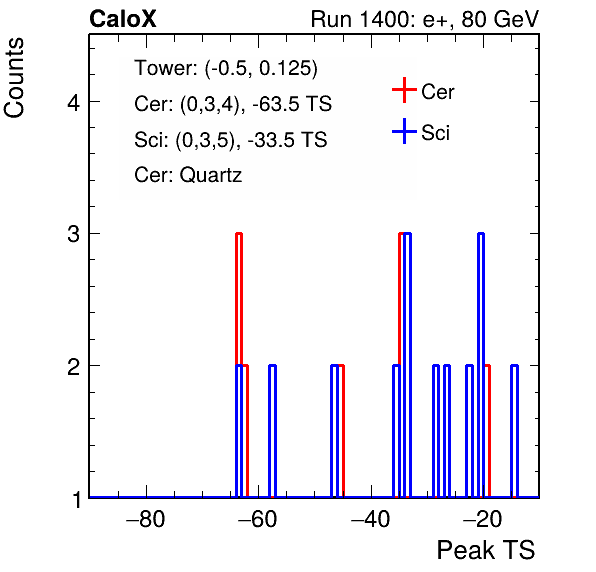 CaloX Run 1400: e+, 80 GeV
Counts
Tower: (-0.5, 0.125)
Cer: (0,3,4), -63.5 TS
Sci: (0,3,5), -33.5 TS
Cer: Quartz
Cer
Sci
4
3
2
1
−80 −60 −40 −20
Peak TS